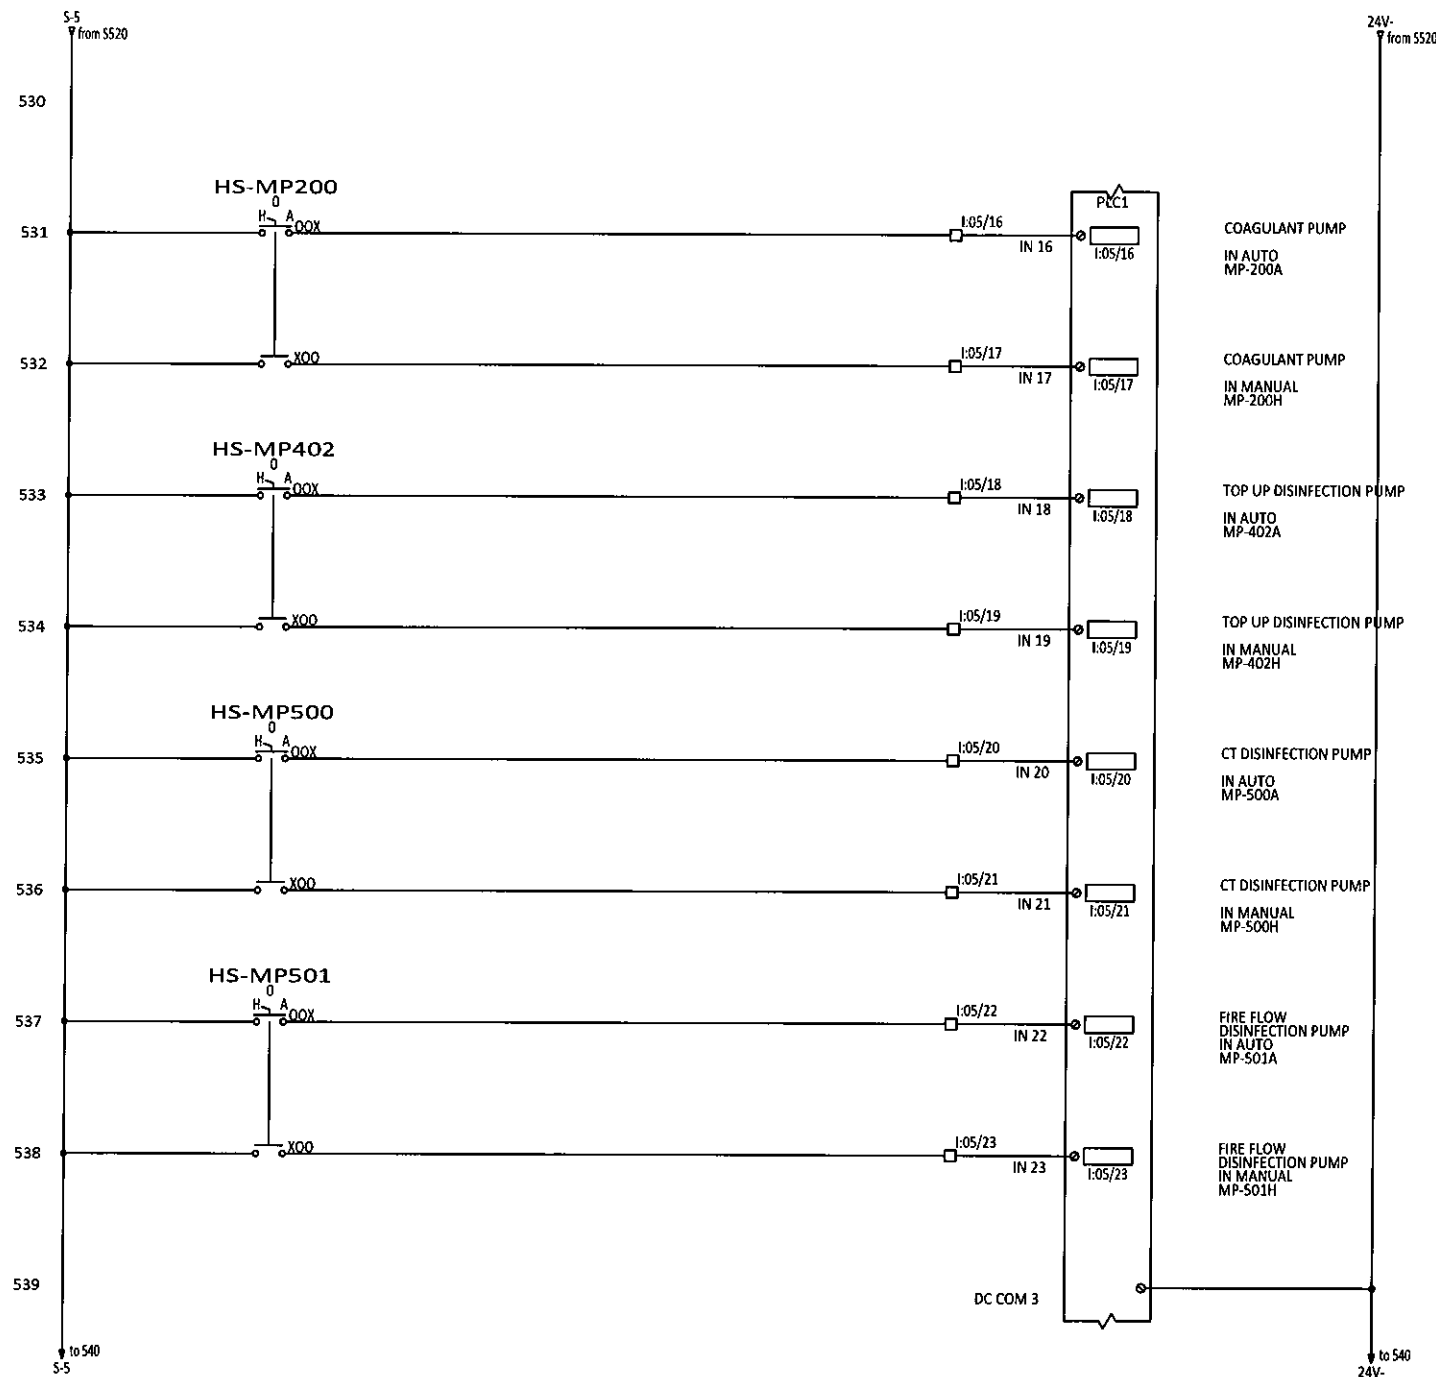 S-5
from S520
24V-
from S520
530
HS-MP200
O
H A
OOX
531
I:05/16
IN 16
PLC1
I:05/16
COAGULANT PUMP
IN AUTO
MP-200A
532
XOO
I:05/17
IN 17
I:05/17
COAGULANT PUMP
IN MANUAL
MP-200H
HS-MP402
O
H A
OOX
533
I:05/18
IN 18
I:05/18
TOP UP DISINFECTION PUMP
IN AUTO
MP-402A
534
XOO
I:05/19
IN 19
I:05/19
TOP UP DISINFECTION PUMP
IN MANUAL
MP-402H
HS-MP500
O
H A
OOX
535
I:05/20
IN 20
I:05/20
CT DISINFECTION PUMP
IN AUTO
MP-500A
536
XOO
I:05/21
IN 21
I:05/21
CT DISINFECTION PUMP
IN MANUAL
MP-500H
HS-MP501
O
H A
OOX
537
I:05/22
IN 22
I:05/22
FIRE FLOW
DISINFECTION PUMP
IN AUTO
MP-501A
538
XOO
I:05/23
IN 23
I:05/23
FIRE FLOW
DISINFECTION PUMP
IN MANUAL
MP-501H
539
DC COM 3
to 540
S-5
to 540
24V-